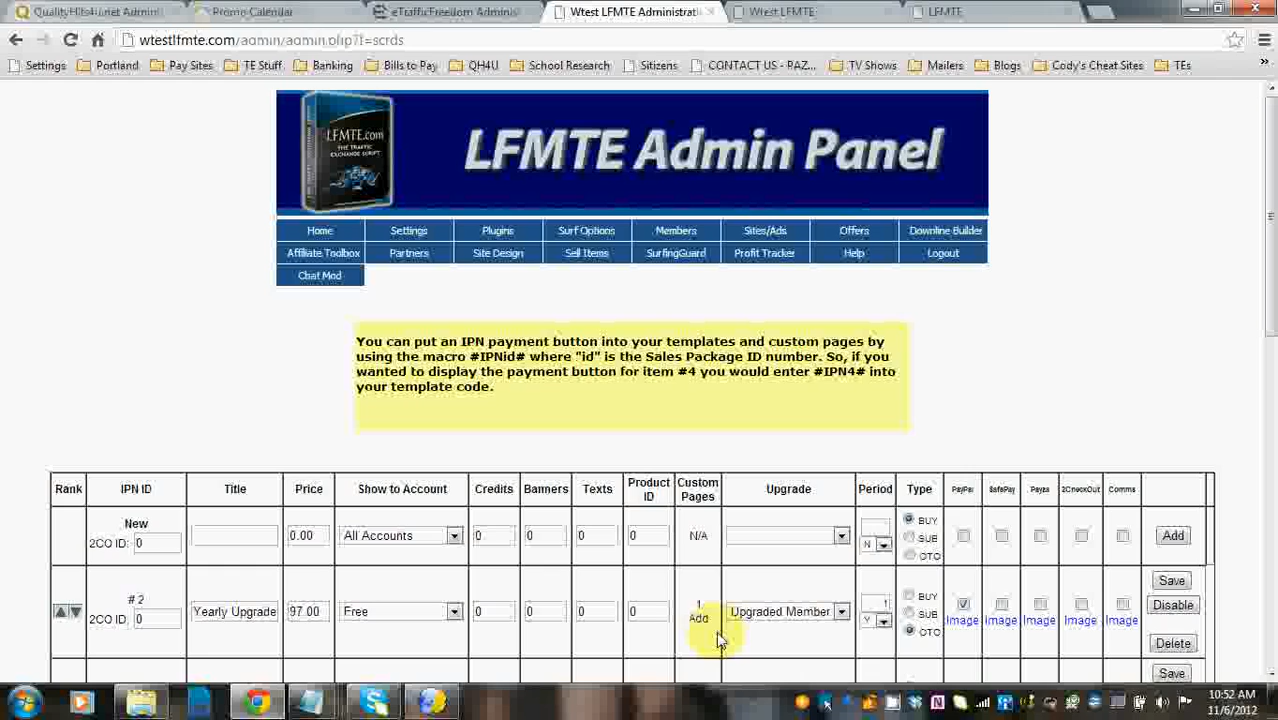 QualityHits4u.net Admini
Promo Calendar
eTrafficFreedom Adminis
Wtest LFMTE Administrati
Wtest LFMTE
LFMTE
wtestlfmte.com/admin/admin.php?f=scrds
Settings
Portland
Pay Sites
TE Stuff
Banking
Bills to Pay
QH4U
School Research
Sitizens
CONTACT US - PAZ...
TV Shows
Mailers
Blogs
Cody's Cheat Sites
TEs
LFMTE.com
THE TRAFFIC
EXCHANGE SCRIPT
LFMTE Admin Panel
Home Settings Plugins Surf Options Members Sites/Ads Offers Downline Builder
Affiliate Toolbox Partners Site Design Sell Items SurfingGuard Profit Tracker Help Logout
Chat Mod
You can put an IPN payment button into your templates and custom pages by
using the macro #IPNid# where "id" is the Sales Package ID number. So, if you
wanted to display the payment button for item #4 you would enter #IPN4# into
your template code.
Rank IPN ID Title Price Show to Account Credits Banners Texts Product ID Custom Pages Upgrade Period Type PayPal SafePay Payza 2CheckOut Comms
New
2CO ID: 0
0.00 All Accounts 0 0 0 0 N/A N
BUY
SUB
OTO
Add
# 2
2CO ID: 0
Yearly Upgrade 97.00 Free 0 0 0 0
1
Add
Upgraded Member
1
Y
BUY
SUB
OTO
Image Image Image Image Image
Save
Disable
Delete
Save
10:52 AM
11/6/2012